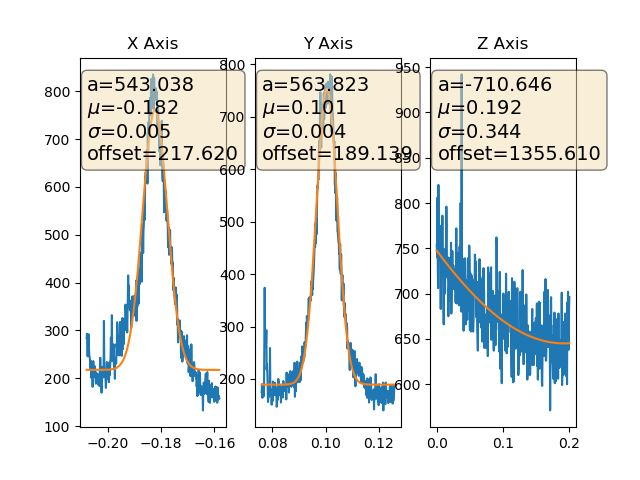 X Axis
Y Axis
Z Axis
a=543.038
μ=-0.182
σ=0.005
offset=217.620
a=563.823
μ=0.101
σ=0.004
offset=189.139
a=-710.646
μ=0.192
σ=0.344
offset=1355.610
800
700
600
500
400
300
200
100
−0.20
−0.18
−0.16
800
700
600
500
400
300
200
0.08
0.10
0.12
950
900
850
800
750
700
650
600
0.0
0.1
0.2